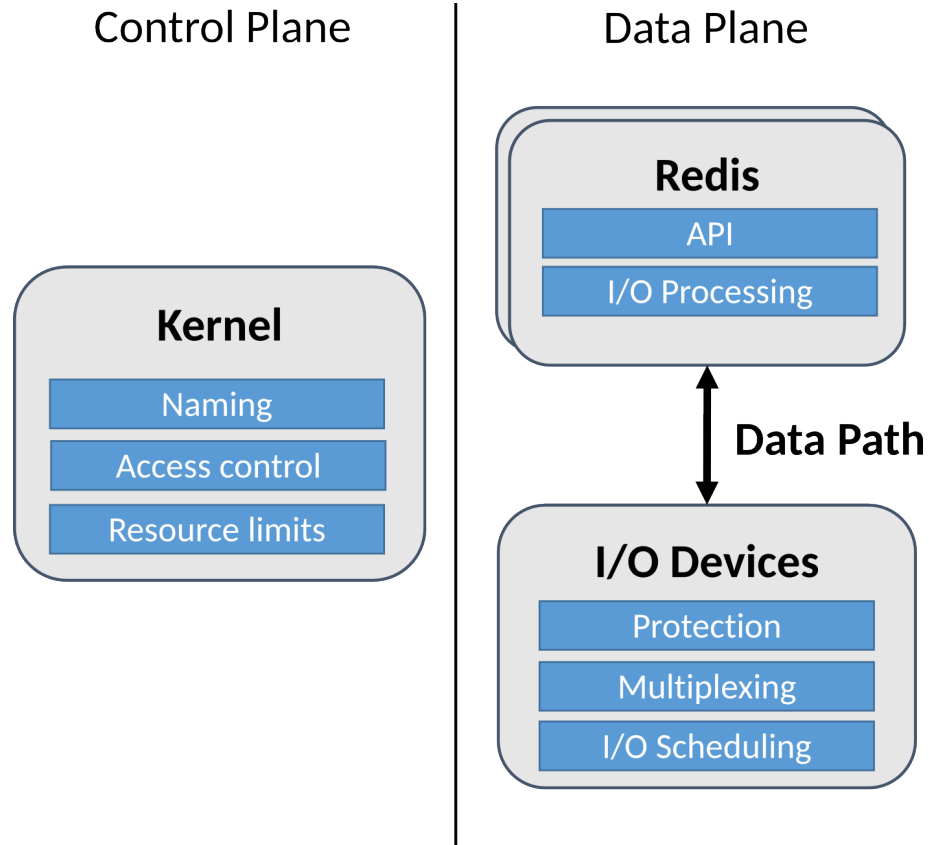 Control Plane
Data Plane
Kernel
Naming
Access control
Resource limits
Redis
API
I/O Processing
Data Path
I/O Devices
Protection
Multiplexing
I/O Scheduling